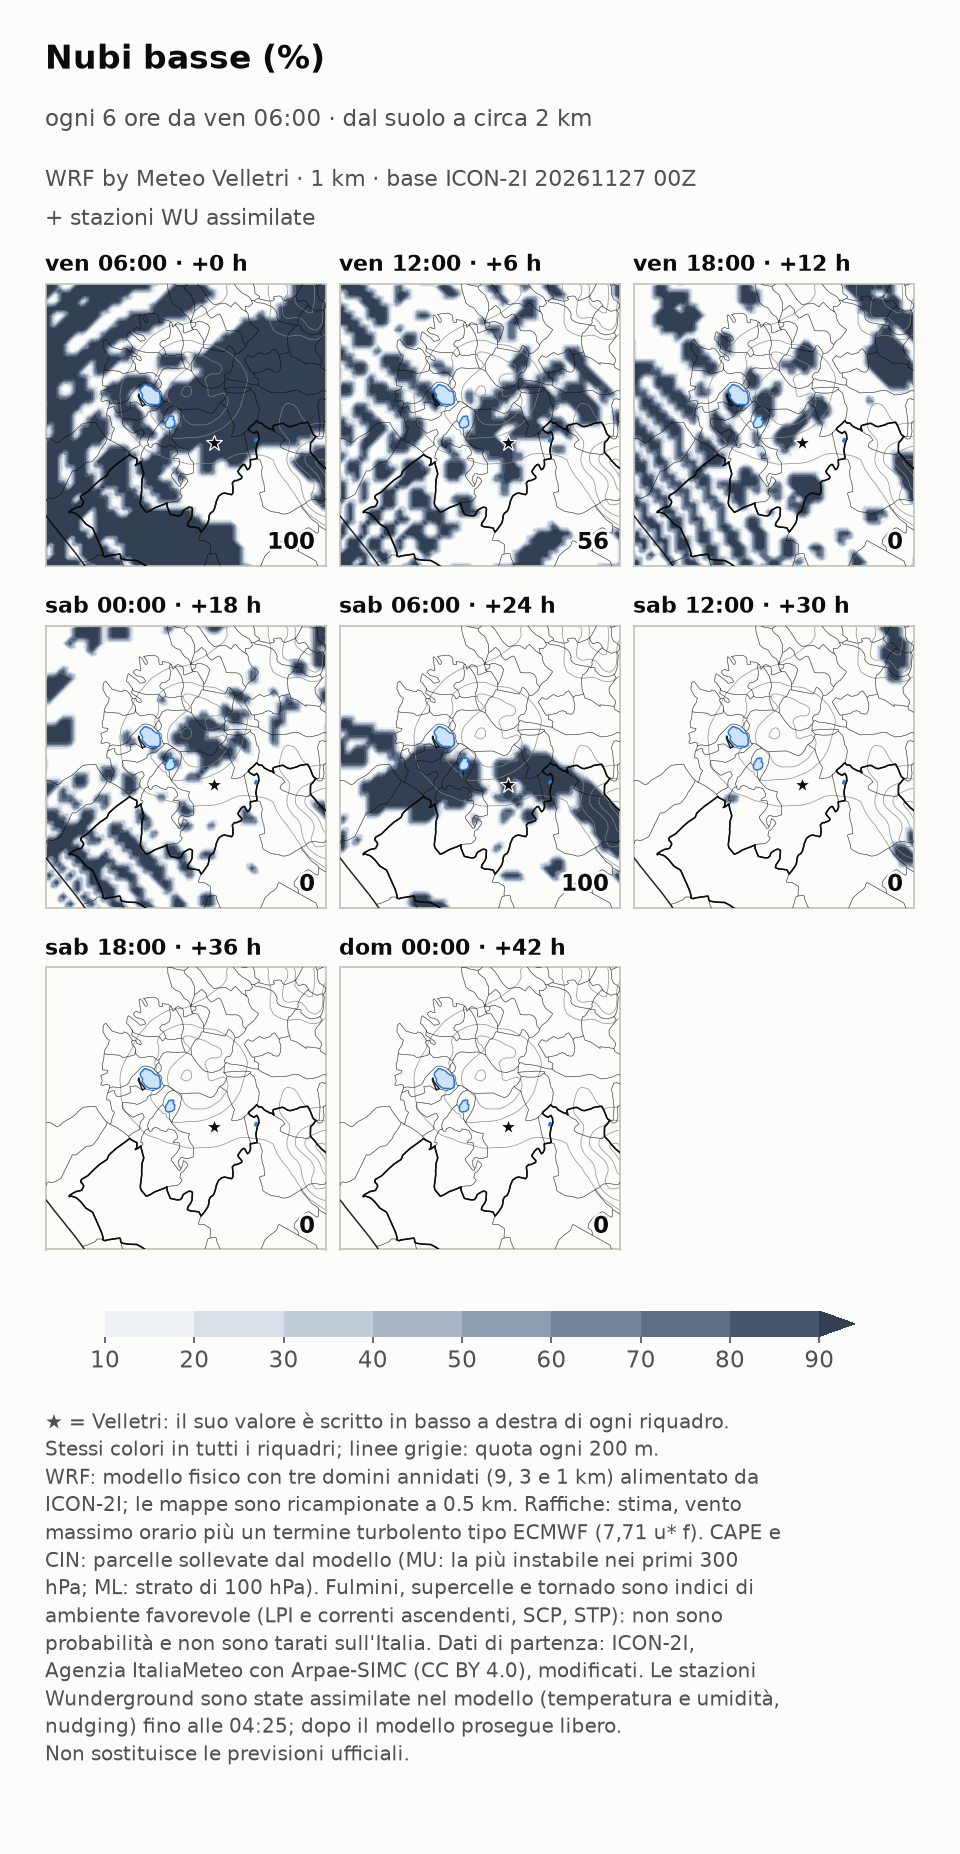 Nubi basse (%)
ogni 6 ore da ven 06:00 · dal suolo a circa 2 km
WRF by Meteo Velletri · 1 km · base ICON-2I 20261127 00Z
+ stazioni WU assimilate
ven 06:00 · +0 h
ven 12:00 · +6 h
ven 18:00 · +12 h
100
56
0
sab 00:00 · +18 h
sab 06:00 · +24 h
sab 12:00 · +30 h
0
100
0
sab 18:00 · +36 h
dom 00:00 · +42 h
0
0
10 20 30 40 50 60 70 80 90
★ = Velletri: il suo valore è scritto in basso a destra di ogni riquadro.
Stessi colori in tutti i riquadri; linee grigie: quota ogni 200 m.
WRF: modello fisico con tre domini annidati (9, 3 e 1 km) alimentato da
ICON-2I; le mappe sono ricampionate a 0.5 km. Raffiche: stima, vento
massimo orario più un termine turbolento tipo ECMWF (7,71 u* f). CAPE e
CIN: parcelle sollevate dal modello (MU: la più instabile nei primi 300
hPa; ML: strato di 100 hPa). Fulmini, supercelle e tornado sono indici di
ambiente favorevole (LPI e correnti ascendenti, SCP, STP): non sono
probabilità e non sono tarati sull'Italia. Dati di partenza: ICON-2I,
Agenzia ItaliaMeteo con Arpae-SIMC (CC BY 4.0), modificati. Le stazioni
Wunderground sono state assimilate nel modello (temperatura e umidità,
nudging) fino alle 04:25; dopo il modello prosegue libero.
Non sostituisce le previsioni ufficiali.